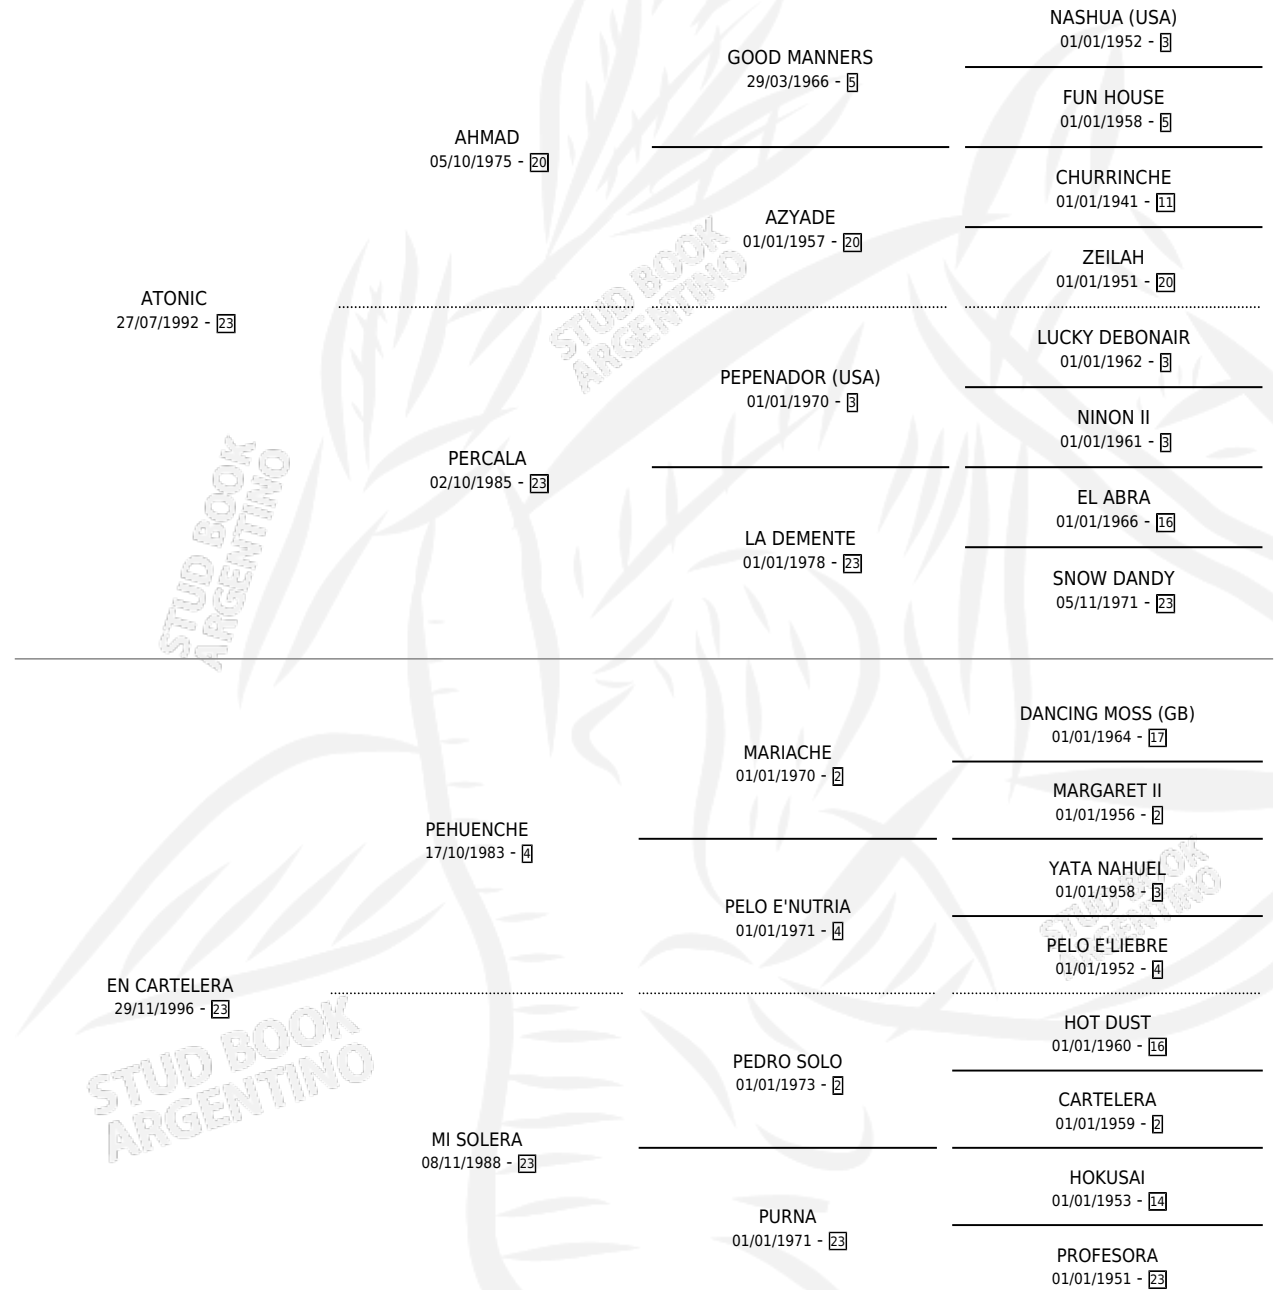 NASHUA (USA)
01/01/1952 - 3
GOOD MANNERS
29/03/1966 - 5
FUN HOUSE
01/01/1958 - 5
AHMAD
05/10/1975 - 20
CHURRINCHE
01/01/1941 - 11
AZYADE
01/01/1957 - 20
ZEILAH
01/01/1951 - 20
ATONIC
27/07/1992 - 23
LUCKY DEBONAIR
01/01/1962 - 3
PEPENADOR (USA)
01/01/1970 - 3
NINON II
01/01/1961 - 3
PERCALA
02/10/1985 - 23
EL ABRA
01/01/1966 - 16
LA DEMENTE
01/01/1978 - 23
SNOW DANDY
05/11/1971 - 23
STUD BOOK
ARGENTINO
STUD BOOK
ARGENTINO
DANCING MOSS (GB)
01/01/1964 - 17
MARIACHE
01/01/1970 - 2
MARGARET II
01/01/1956 - 2
PEHUENCHE
17/10/1983 - 4
YATA NAHUEL
01/01/1958 - 3
PELO E'NUTRIA
01/01/1971 - 4
PELO E'LIEBRE
01/01/1952 - 4
EN CARTELERA
29/11/1996 - 23
HOT DUST
01/01/1960 - 16
PEDRO SOLO
01/01/1973 - 2
CARTELERA
01/01/1959 - 2
MI SOLERA
08/11/1988 - 23
HOKUSAI
01/01/1953 - 14
PURNA
01/01/1971 - 23
PROFESORA
01/01/1951 - 23
STUD BOOK
ARGENTINO
STUD BOOK
ARGENTINO